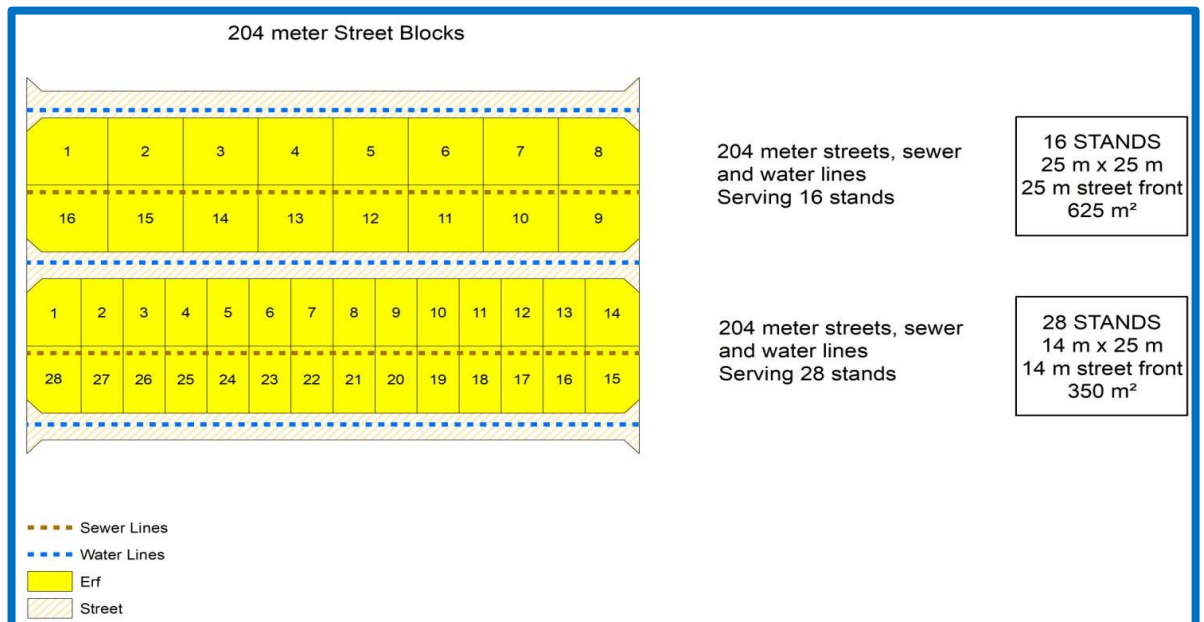 204 meter Street Blocks
1 2 3 4 5 6 7 8
16 15 14 13 12 11 10 9
204 meter streets, sewer
and water lines
Serving 16 stands
16 STANDS
25 m x 25 m
25 m street front
625 m²
1 2 3 4 5 6 7 8 9 10 11 12 13 14
28 27 26 25 24 23 22 21 20 19 18 17 16 15
204 meter streets, sewer
and water lines
Serving 28 stands
28 STANDS
14 m x 25 m
14 m street front
350 m²
Sewer Lines
Water Lines
Erf
Street